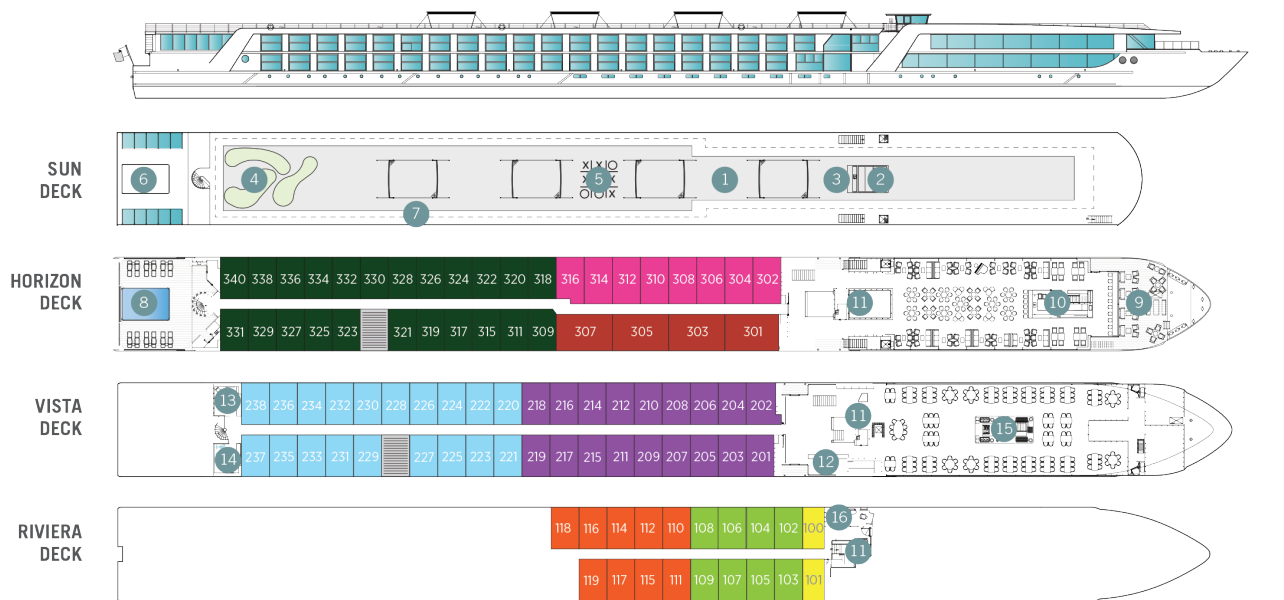 SUN
DECK
6 4 5 1 3 2
XXO
XXX
OOX
7
HORIZON
DECK
340 338 336 334 332 330 328 326 324 322 320 318 316 314 312 310 308 306 304 302
8 11 10 9
331 329 327 325 323 321 319 317 315 311 309 307 305 303 301
VISTA
DECK
13 238 236 234 232 230 228 226 224 222 220 218 216 214 212 210 208 206 204 202 11
15
14 237 235 233 231 229 227 225 223 221 219 217 215 211 209 207 205 203 201 12
RIVIERA
DECK
118 116 114 112 110 108 106 104 102 100 16
11
119 117 115 111 109 107 105 103 101